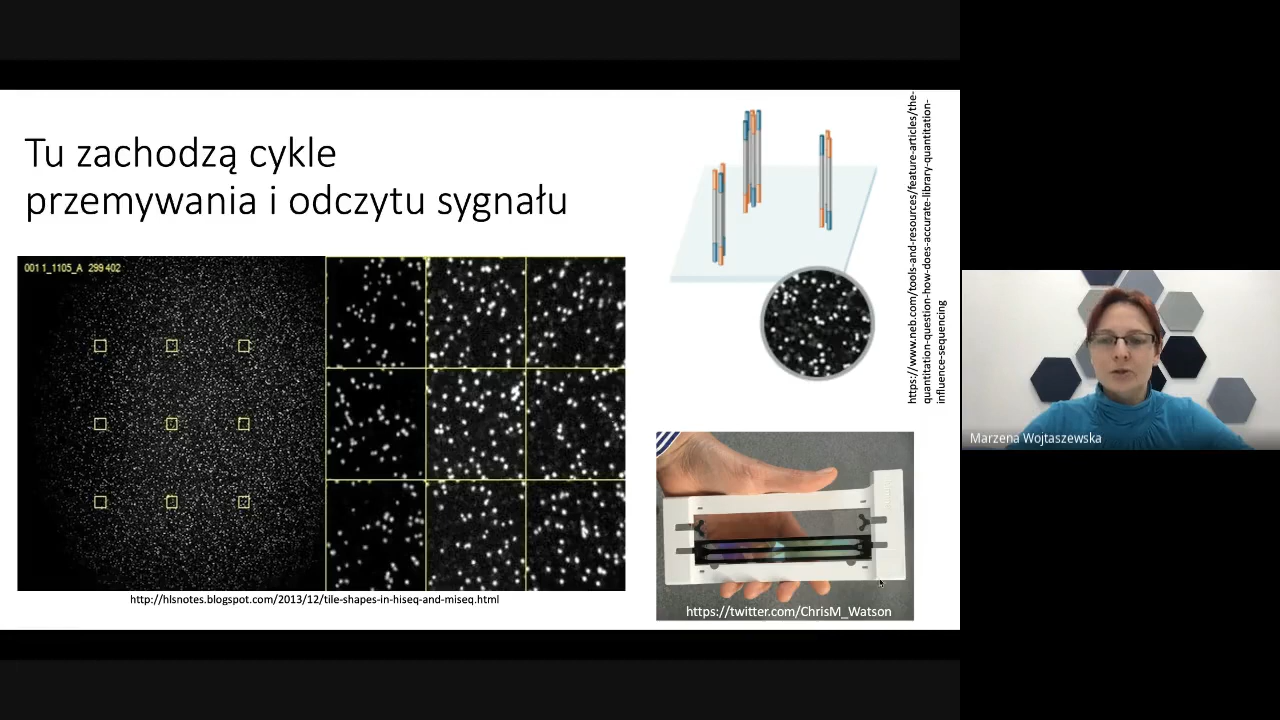 Tu zachodzą cykle
przemywania i odczytu sygnału
001 1_1105_A 299 402
http://hlsnotes.blogspot.com/2013/12/tile-shapes-in-hiseq-and-miseq.html
https://www.neb.com/tools-and-resources/feature-articles/the-
quantitation-question-how-does-accurate-library-quantitation-
influence-sequencing
https://twitter.com/ChrisM_Watson
Marzena Wojtaszewska